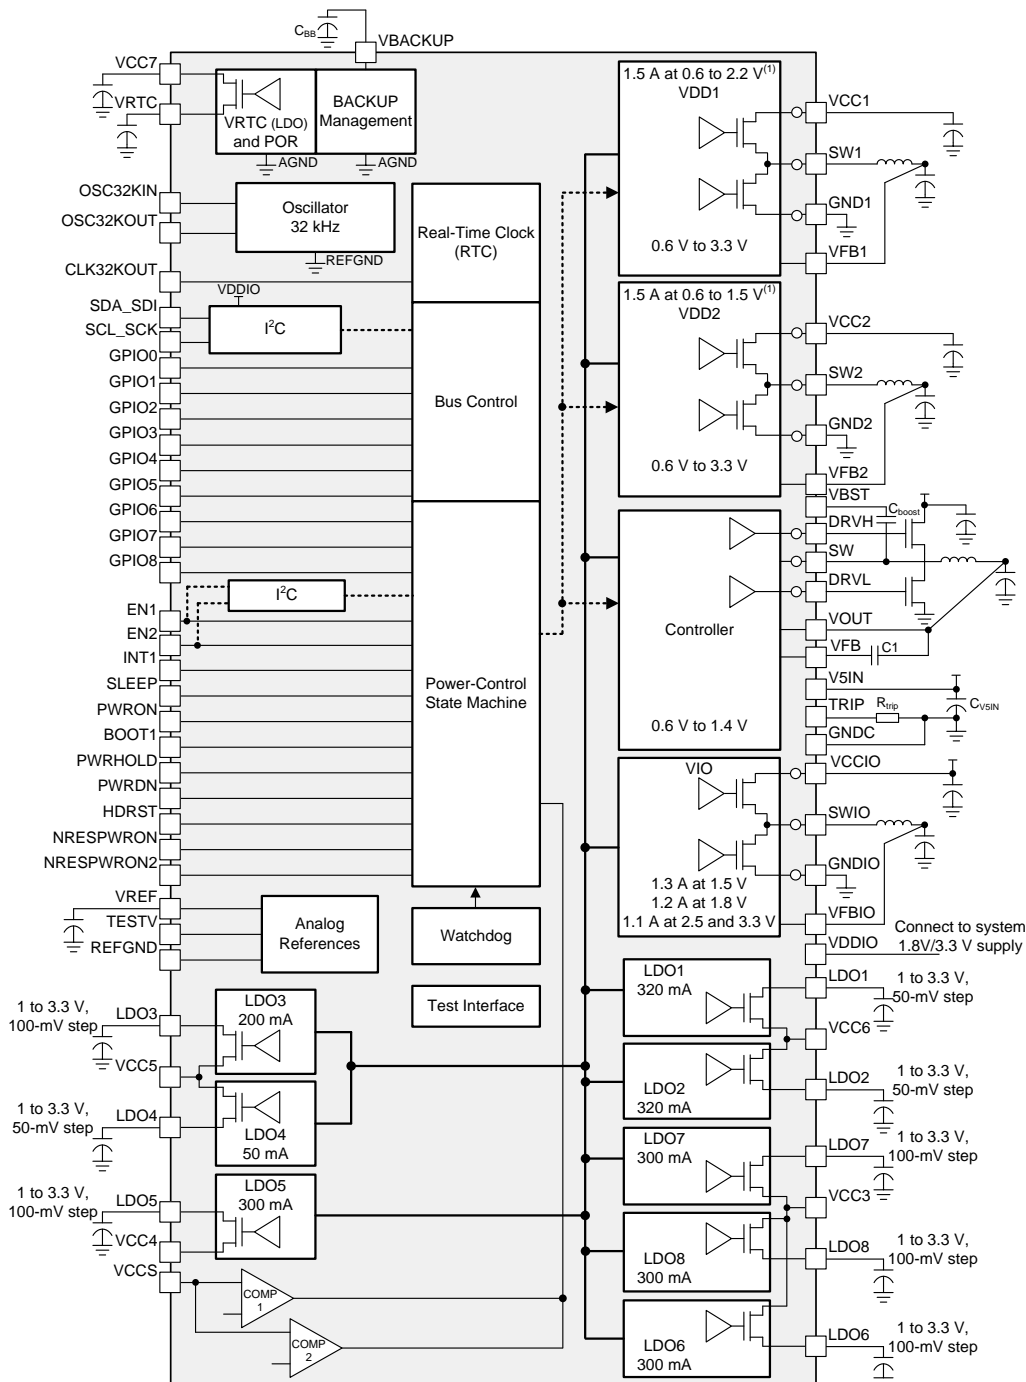 C_BB
VBACKUP
VCC7
VRTC
VRTC (LDO)
and POR
BACKUP
Management
AGND
AGND
OSC32KIN
OSC32KOUT
Oscillator
32 kHz
REFGND
CLK32KOUT
VDDIO
SDA_SDI
SCL_SCK
I²C
GPIO0
GPIO1
GPIO2
GPIO3
GPIO4
GPIO5
GPIO6
GPIO7
GPIO8
EN1
EN2
I²C
INT1
SLEEP
PWRON
BOOT1
PWRHOLD
PWRDN
HDRST
NRESPWRON
NRESPWRON2
VREF
TESTV
REFGND
Analog
References
Real-Time Clock
(RTC)
Bus Control
Power-Control
State Machine
Watchdog
Test Interface
1 to 3.3 V,
100-mV step
LDO3
LDO3
200 mA
VCC5
1 to 3.3 V,
50-mV step
LDO4
LDO4
50 mA
1 to 3.3 V,
100-mV step
LDO5
LDO5
300 mA
VCC4
VCCS
COMP
1
COMP
2
1.5 A at 0.6 to 2.2 V⁽¹⁾
VDD1
0.6 V to 3.3 V
VCC1
SW1
GND1
VFB1
1.5 A at 0.6 to 1.5 V⁽¹⁾
VDD2
0.6 V to 3.3 V
VCC2
SW2
GND2
VFB2
VBST
C_boost
DRVH
SW
DRVL
Controller
VOUT
VFB
C1
V5IN
TRIP
R_trip
C_V5IN
GNDC
0.6 V to 1.4 V
VIO
VCCIO
SWIO
GNDIO
1.3 A at 1.5 V
1.2 A at 1.8 V
1.1 A at 2.5 and 3.3 V
VFBIO
VDDIO
Connect to system
1.8V/3.3 V supply
LDO1
320 mA
LDO1
1 to 3.3 V,
50-mV step
VCC6
LDO2
320 mA
LDO2
1 to 3.3 V,
50-mV step
LDO7
300 mA
LDO7
1 to 3.3 V,
100-mV step
VCC3
LDO8
300 mA
LDO8
1 to 3.3 V,
100-mV step
LDO6
300 mA
LDO6
1 to 3.3 V,
100-mV step